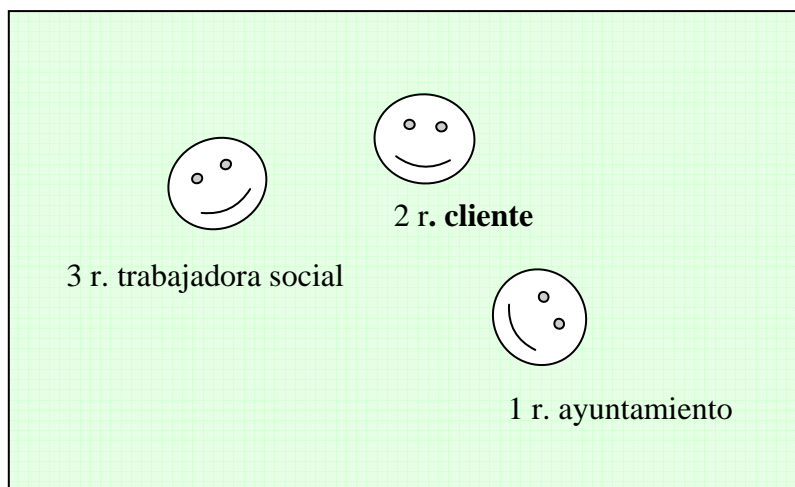 2 r. cliente
3 r. trabajadora social
1 r. ayuntamiento